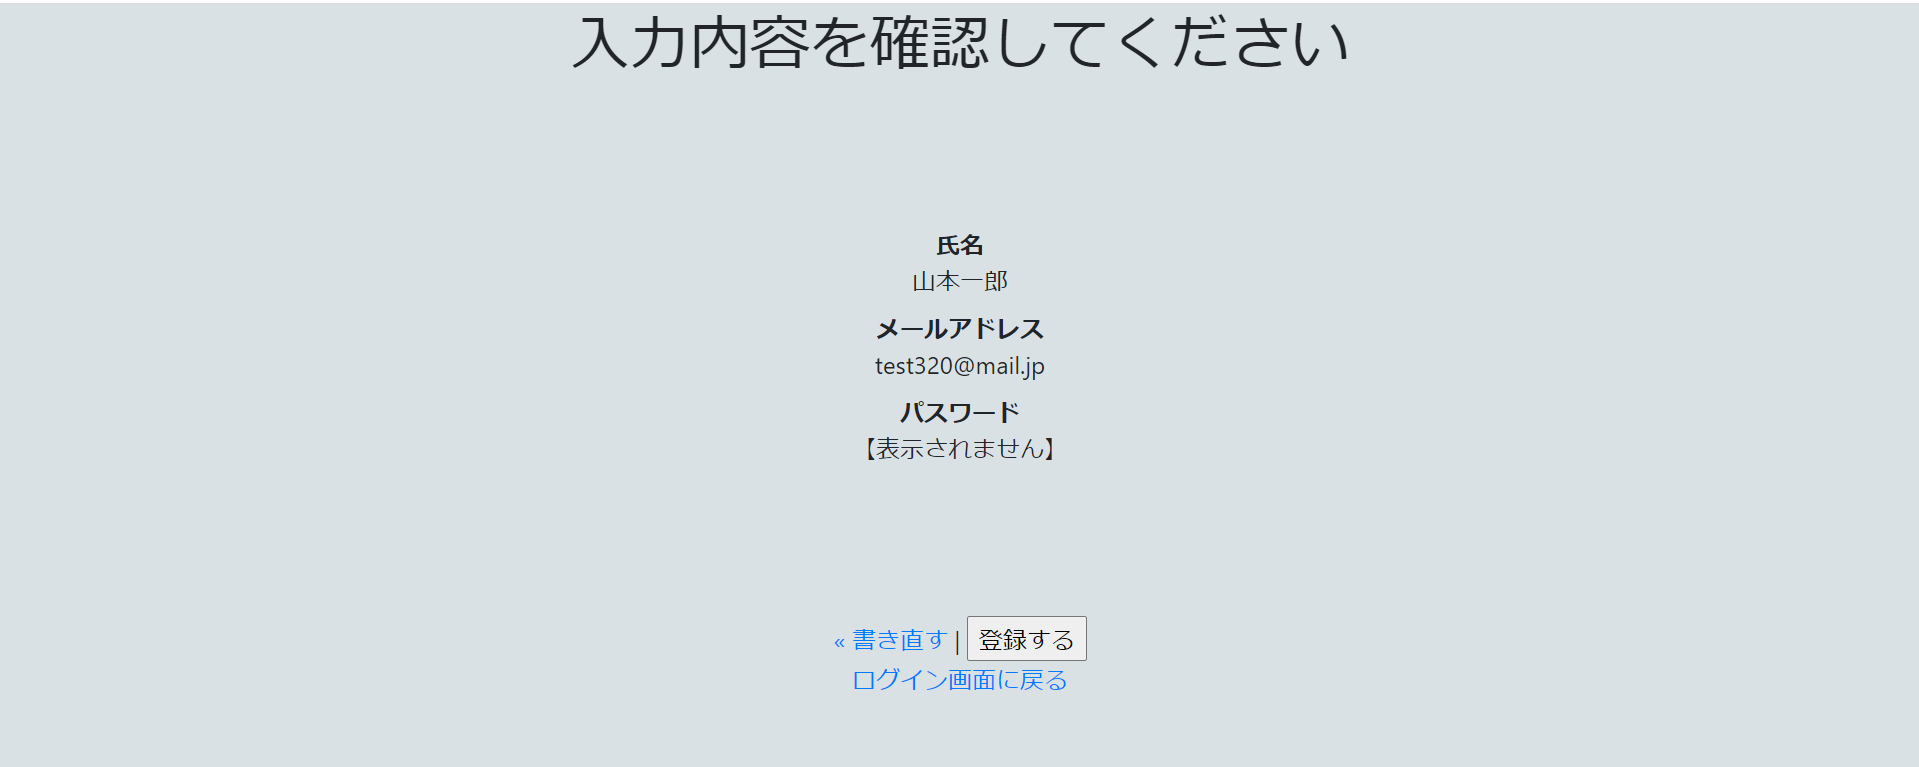 入力内容を確認してください
氏名
山本一郎
メールアドレス
test320@mail.jp
パスワード
【表示されません】
« 書き直す | 登録する
ログイン画面に戻る